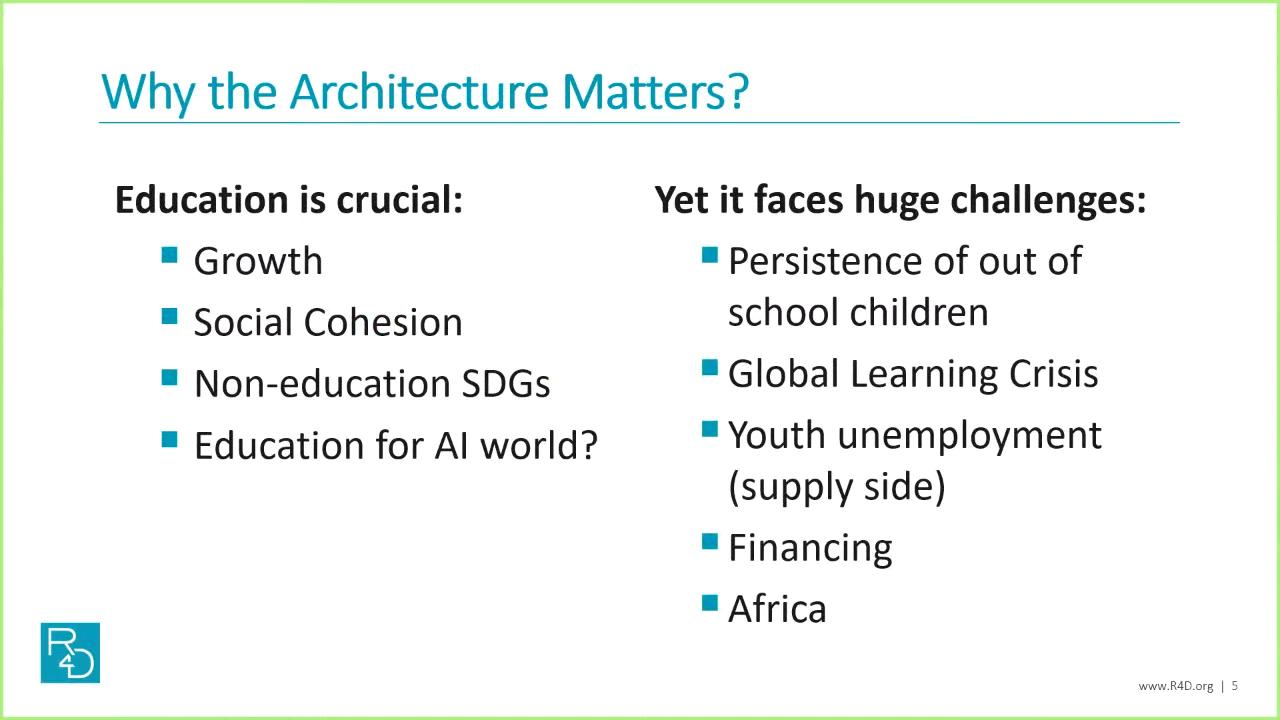 Why the Architecture Matters?
Education is crucial:
Growth
Social Cohesion
Non-education SDGs
Education for AI world?
Yet it faces huge challenges:
Persistence of out of
school children
Global Learning Crisis
Youth unemployment
(supply side)
Financing
Africa
R4D
www.R4D.org | 5